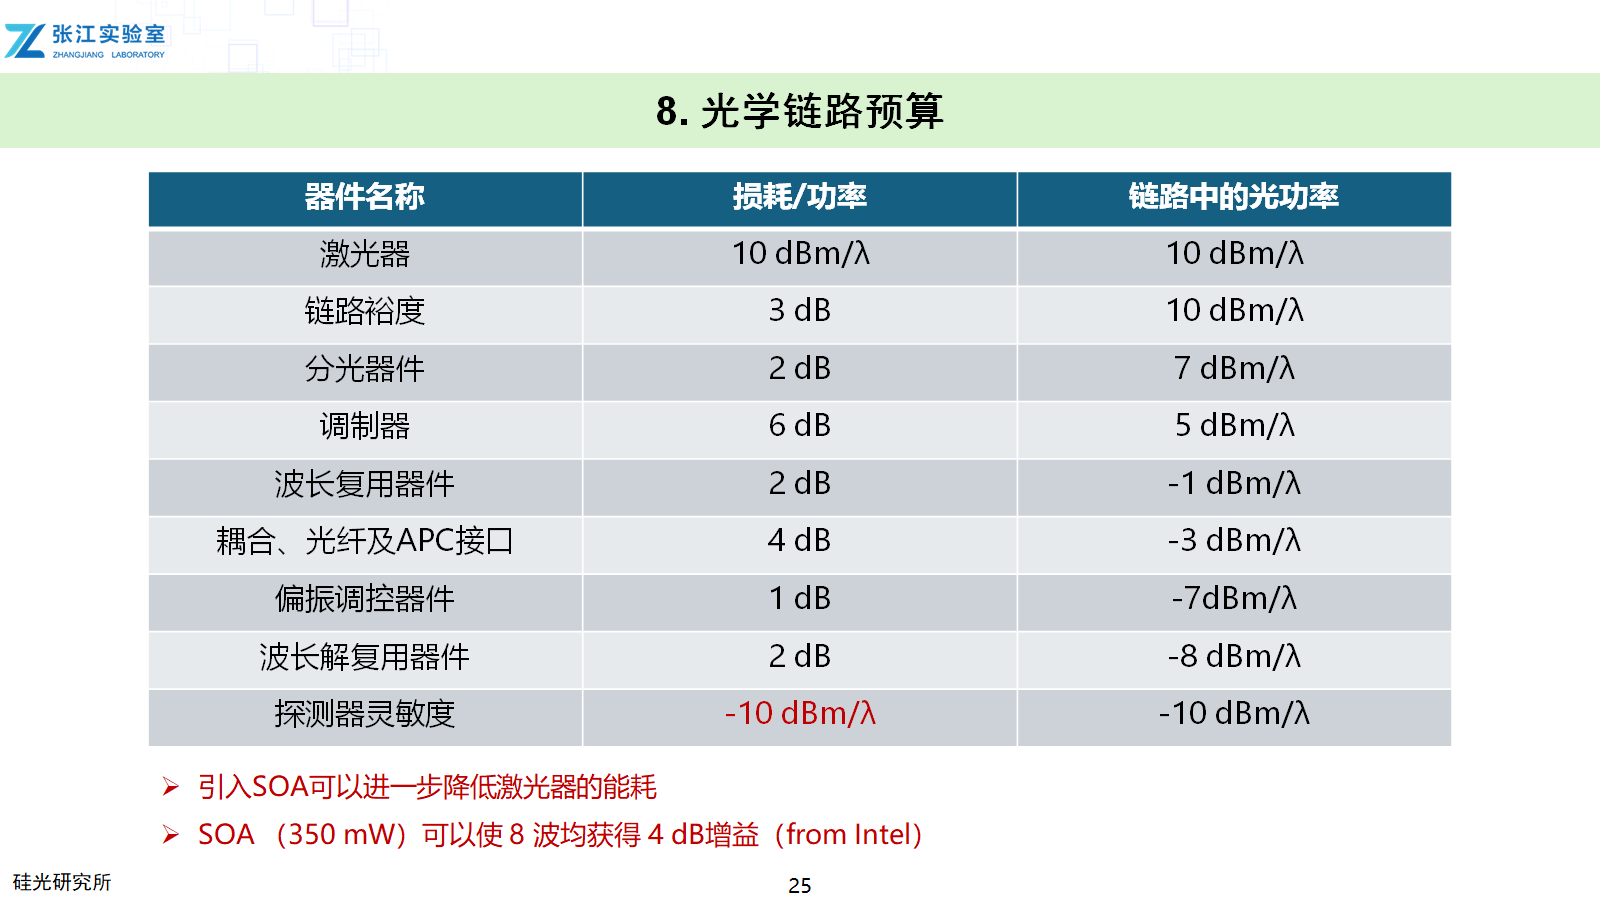 张江实验室
ZHANGJIANG LABORATORY
8. 光学链路预算
器件名称 损耗/功率 链路中的光功率
激光器 10 dBm/λ 10 dBm/λ
链路裕度 3 dB 10 dBm/λ
分光器件 2 dB 7 dBm/λ
调制器 6 dB 5 dBm/λ
波长复用器件 2 dB -1 dBm/λ
耦合、光纤及APC接口 4 dB -3 dBm/λ
偏振调控器件 1 dB -7dBm/λ
波长解复用器件 2 dB -8 dBm/λ
探测器灵敏度 -10 dBm/λ -10 dBm/λ
➢ 引入SOA可以进一步降低激光器的能耗
➢ SOA （350 mW）可以使 8 波均获得 4 dB增益（from Intel）
硅光研究所
25